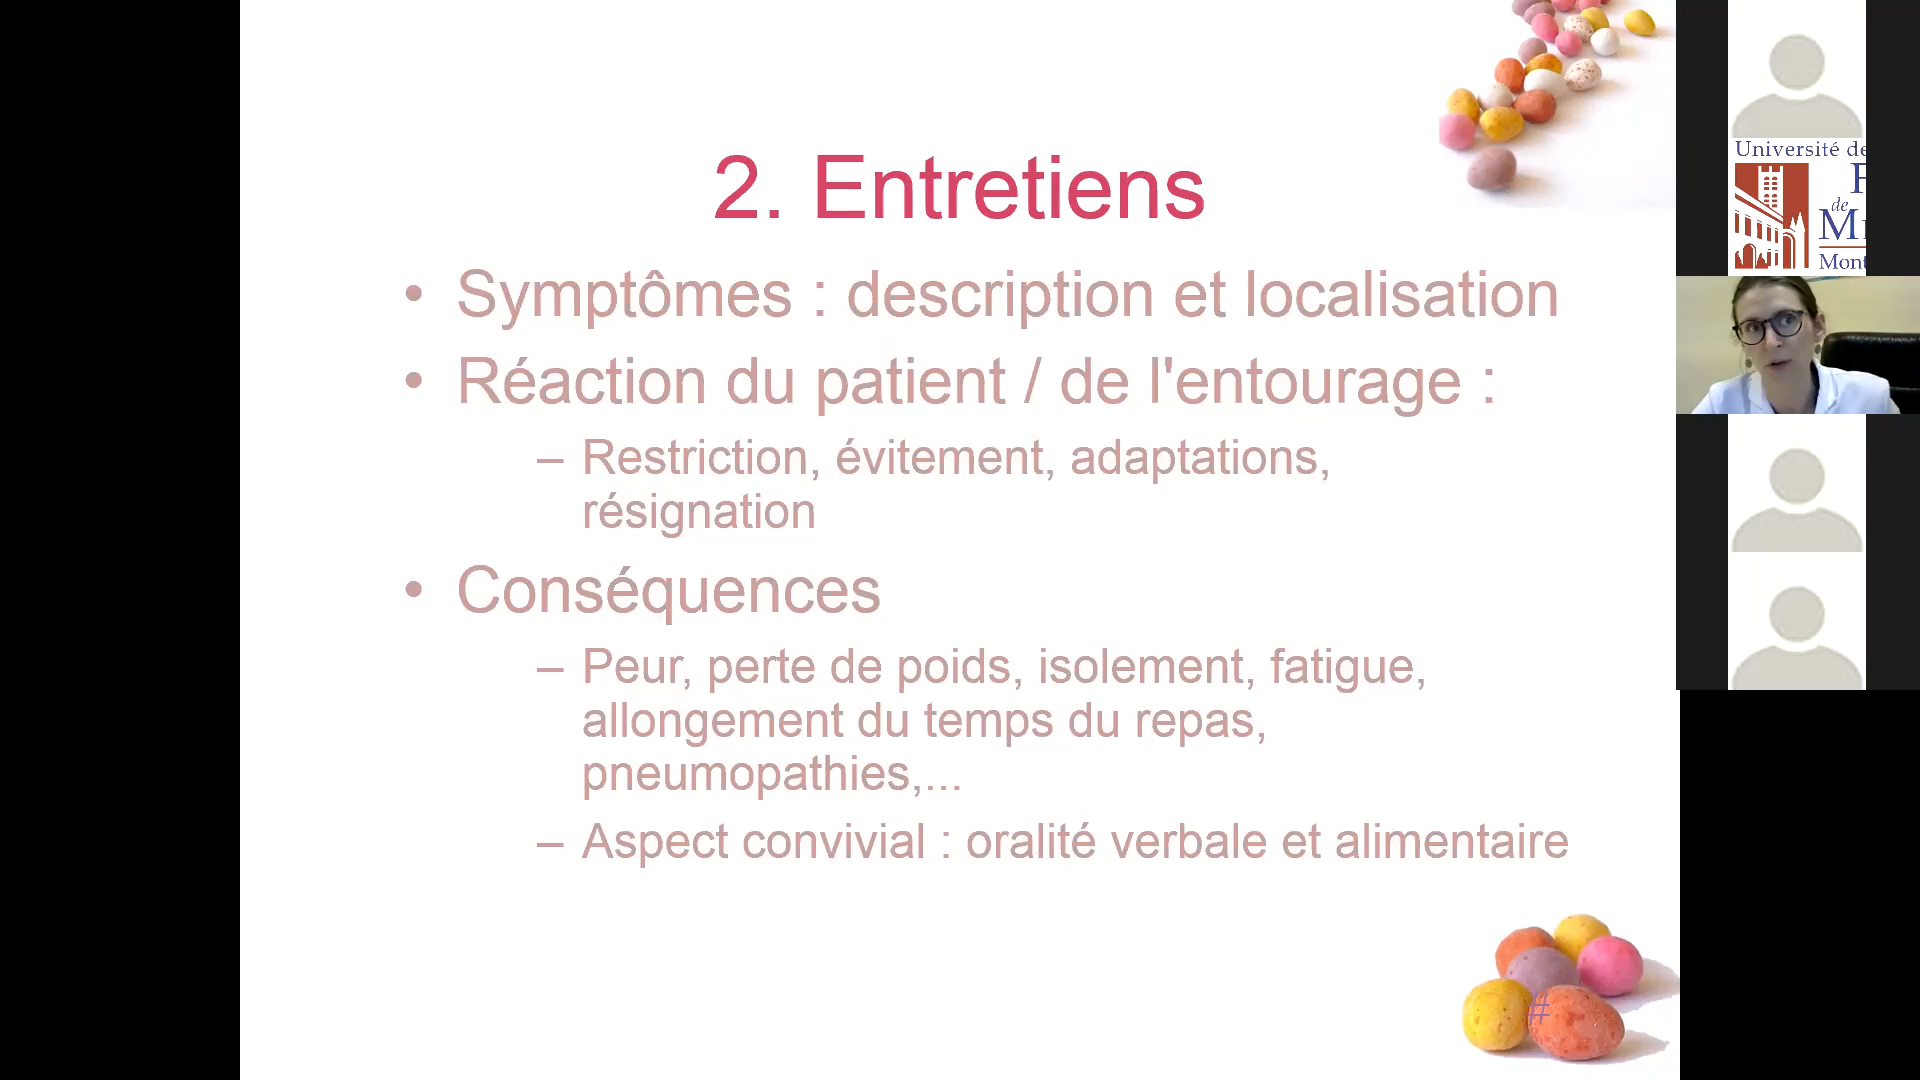 2. Entretiens
• Symptômes : description et localisation
• Réaction du patient / de l'entourage :
– Restriction, évitement, adaptations,
résignation
• Conséquences
– Peur, perte de poids, isolement, fatigue,
allongement du temps du repas,
pneumopathies,...
– Aspect convivial : oralité verbale et alimentaire
#
Université de
de
Mont